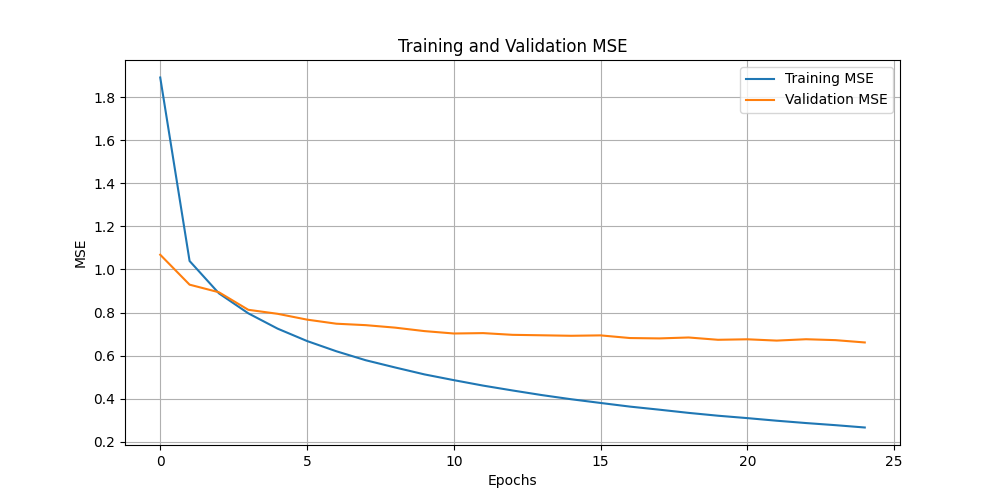 Training and Validation MSE
Training MSE
Validation MSE
MSE
1.8
1.6
1.4
1.2
1.0
0.8
0.6
0.4
0.2
0 5 10 15 20 25
Epochs